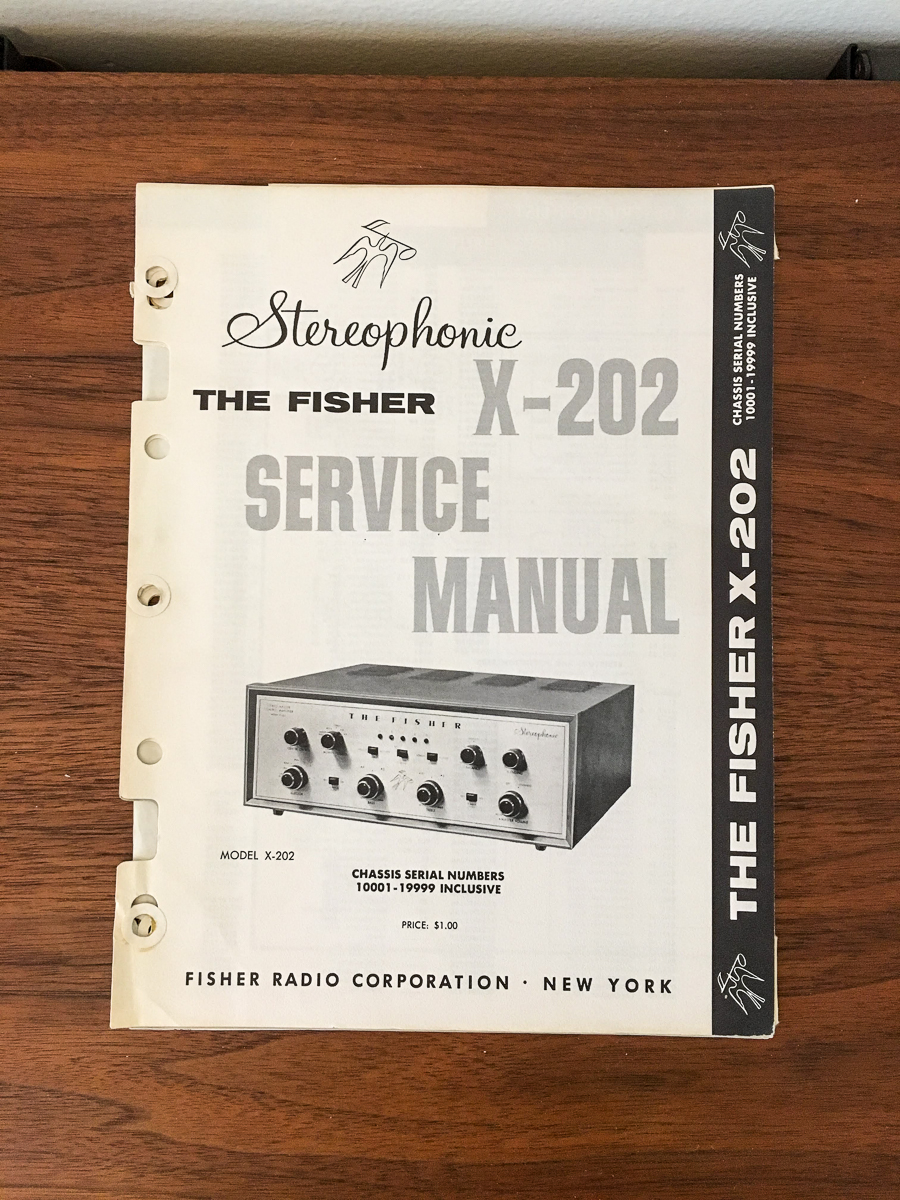 Stereophonic
THE FISHER X-202
SERVICE
MANUAL
THE FISHER
Stereophonic
MODEL X-202
CHASSIS SERIAL NUMBERS
10001-19999 INCLUSIVE
PRICE: $1.00
FISHER RADIO CORPORATION · NEW YORK
THE FISHER X-202
CHASSIS SERIAL NUMBERS
10001-19999 INCLUSIVE